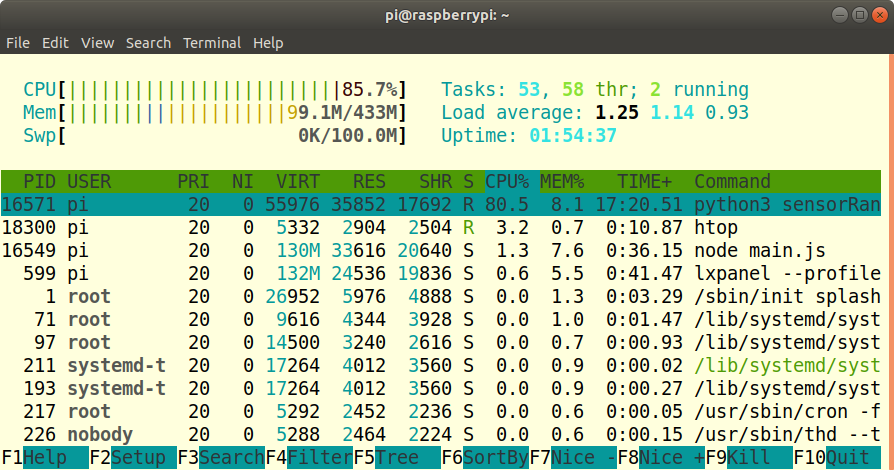 pi@raspberrypi: ~
File Edit View Search Terminal Help
CPU[||||||||||||||||||||||||85.7%] Tasks: 53, 58 thr; 2 running
Mem[||||||||||||||||||||99.1M/433M] Load average: 1.25 1.14 0.93
Swp[ 0K/100.0M] Uptime: 01:54:37
PID USER PRI NI VIRT RES SHR S CPU% MEM% TIME+ Command
16571 pi 20 0 55976 35852 17692 R 80.5 8.1 17:20.51 python3 sensorRan
18300 pi 20 0 5332 2904 2504 R 3.2 0.7 0:10.87 htop
16549 pi 20 0 130M 33616 20640 S 1.3 7.6 0:36.15 node main.js
599 pi 20 0 132M 24536 19836 S 0.6 5.5 0:41.47 lxpanel --profile
1 root 20 0 26952 5976 4888 S 0.0 1.3 0:03.29 /sbin/init splash
71 root 20 0 9616 4344 3928 S 0.0 1.0 0:01.47 /lib/systemd/syst
97 root 20 0 14500 3240 2616 S 0.0 0.7 0:00.93 /lib/systemd/syst
211 systemd-t 20 0 17264 4012 3560 S 0.0 0.9 0:00.02 /lib/systemd/syst
193 systemd-t 20 0 17264 4012 3560 S 0.0 0.9 0:00.27 /lib/systemd/syst
217 root 20 0 5292 2452 2236 S 0.0 0.6 0:00.05 /usr/sbin/cron -f
226 nobody 20 0 5288 2464 2224 S 0.0 0.6 0:00.15 /usr/sbin/thd --t
F1Help F2Setup F3SearchF4FilterF5Tree F6SortByF7Nice -F8Nice +F9Kill F10Quit